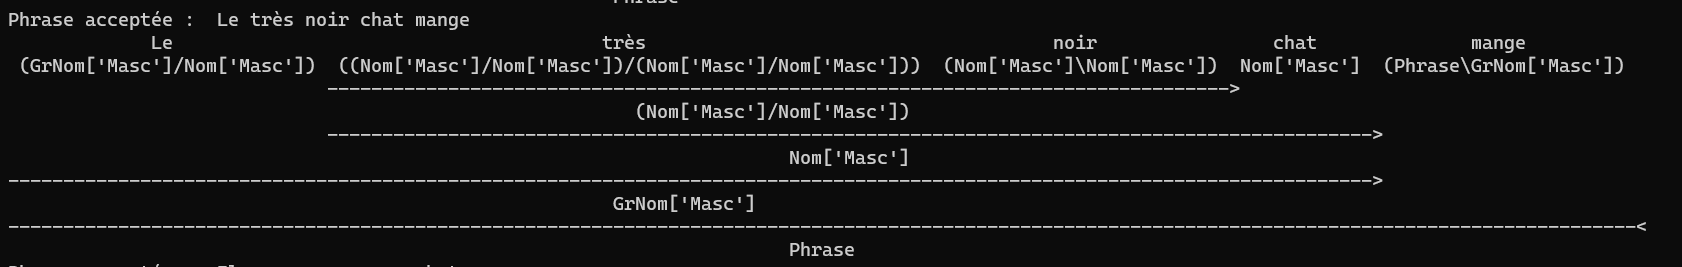 Phrase
Phrase acceptée :  Le très noir chat mange
Le très noir chat mange
(GrNom['Masc']/Nom['Masc']) ((Nom['Masc']/Nom['Masc'])/(Nom['Masc']/Nom['Masc'])) (Nom['Masc']\Nom['Masc']) Nom['Masc'] (Phrase\GrNom['Masc'])
---------------------------------------------------------------------------------->
(Nom['Masc']/Nom['Masc'])
----------------------------------------------------------------------------------------------->
Nom['Masc']
---------------------------------------------------------------------------------------------------------------------------->
GrNom['Masc']
----------------------------------------------------------------------------------------------------------------------------------------------------<
Phrase